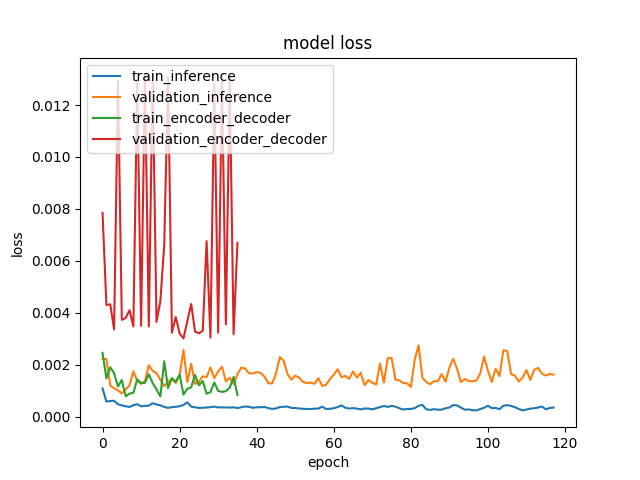 model loss
train_inference
validation_inference
train_encoder_decoder
validation_encoder_decoder
0.012
0.010
0.008
0.006
0.004
0.002
0.000
loss
0 20 40 60 80 100 120
epoch